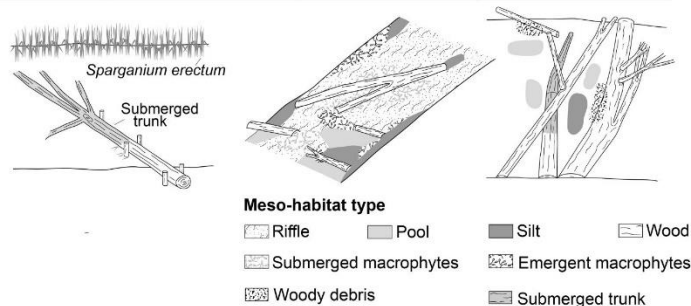 Sparganium erectum
Submerged
trunk
Meso-habitat type
Riffle
Pool
Silt
Wood
Submerged macrophytes
Emergent macrophytes
Woody debris
Submerged trunk